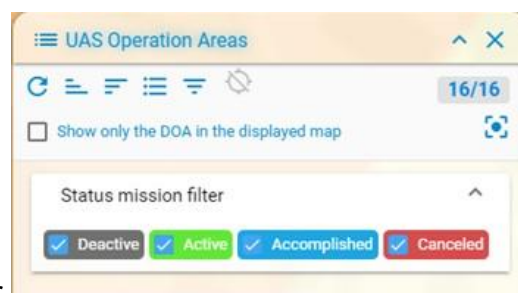 UAS Operation Areas
16/16
Show only the DOA in the displayed map
Status mission filter
Deactive Active Accomplished Canceled
.